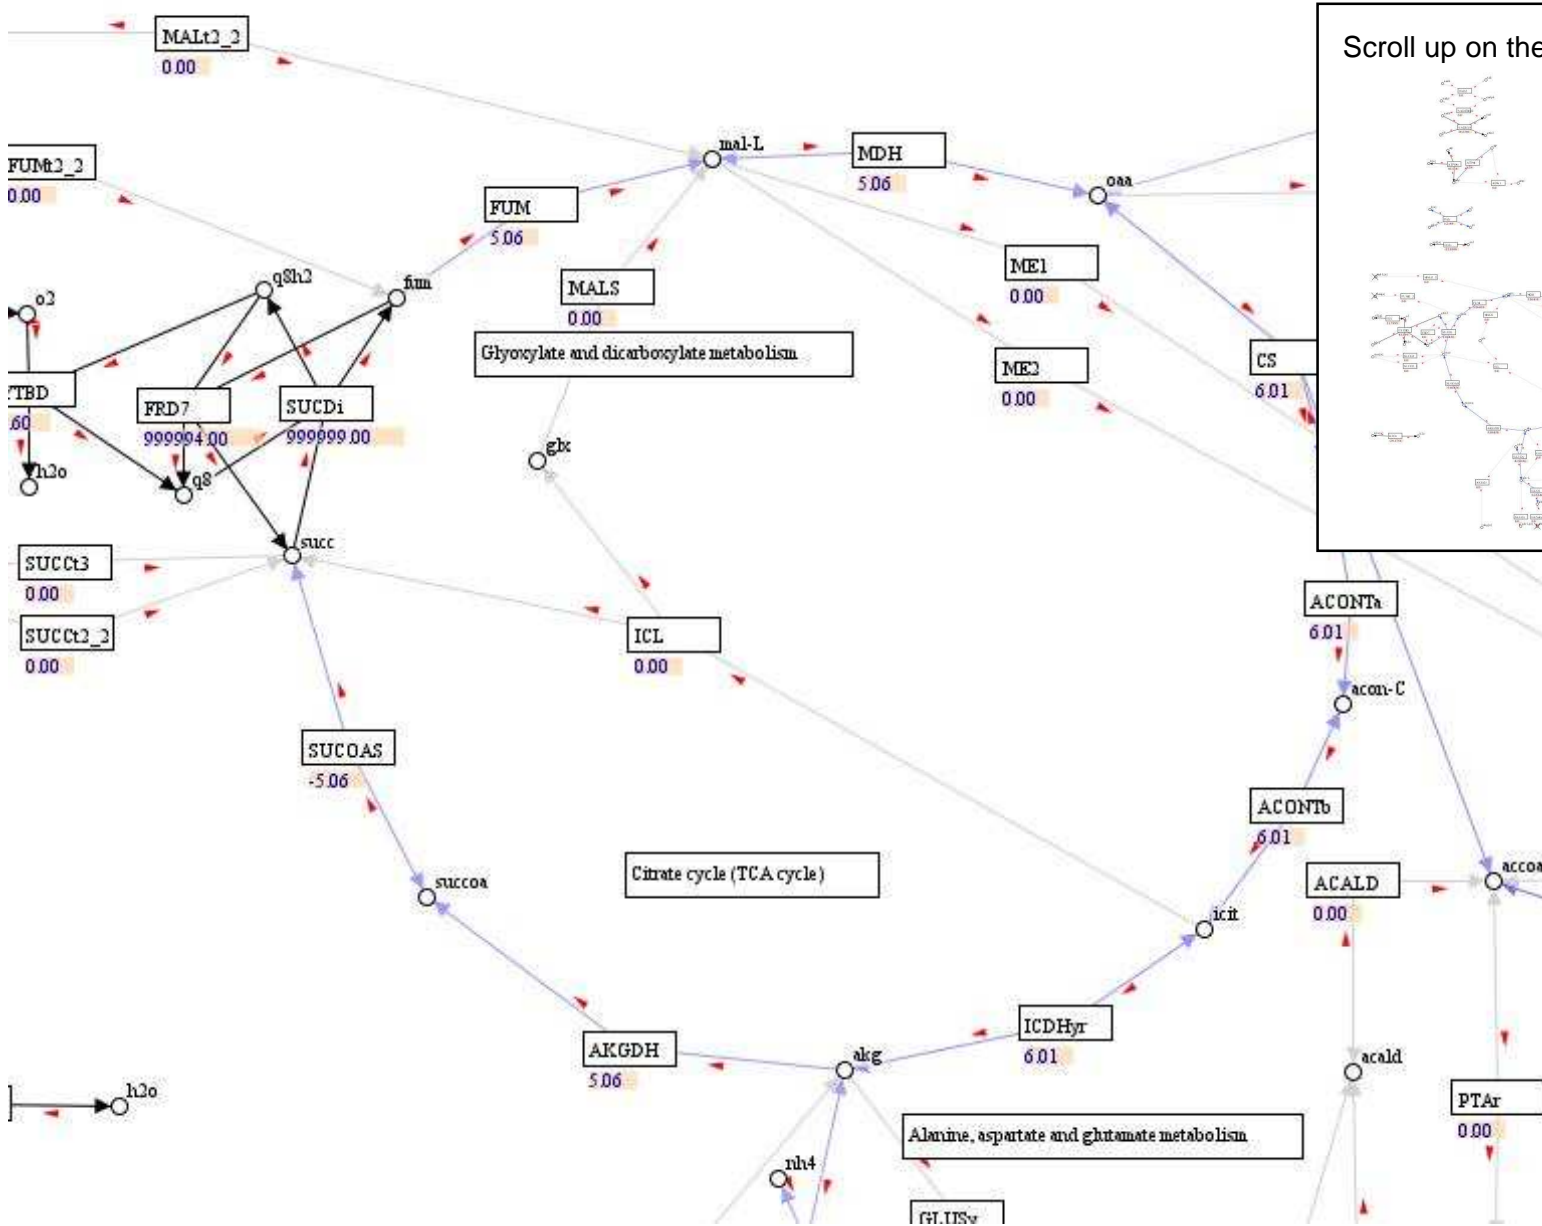 MALt2_2
0.00
Scroll up on the
mal-L
MDH
5.06
FUMt2_2
0.00
oaa
FUM
5.06
ME1
0.00
q8h2
fum
o2
MALS
0.00
Glyoxylate and dicarboxylate metabolism
CS
6.01
ME2
0.00
TBD
.60
FRD7
999994.00
SUCDi
999999.00
glx
h2o
q8
succ
SUCCt3
0.00
ACONTa
6.01
SUCCt2_2
0.00
ICL
0.00
acon-C
SUCOAS
-5.06
ACONTb
6.01
Citrate cycle (TCA cycle)
succoa
ACALD
0.00
accoa
icit
ICDHyr
6.01
AKGDH
5.06
akg
acald
h2o
PTAr
0.00
Alanine, aspartate and glutamate metabolism
nh4
GLUSy